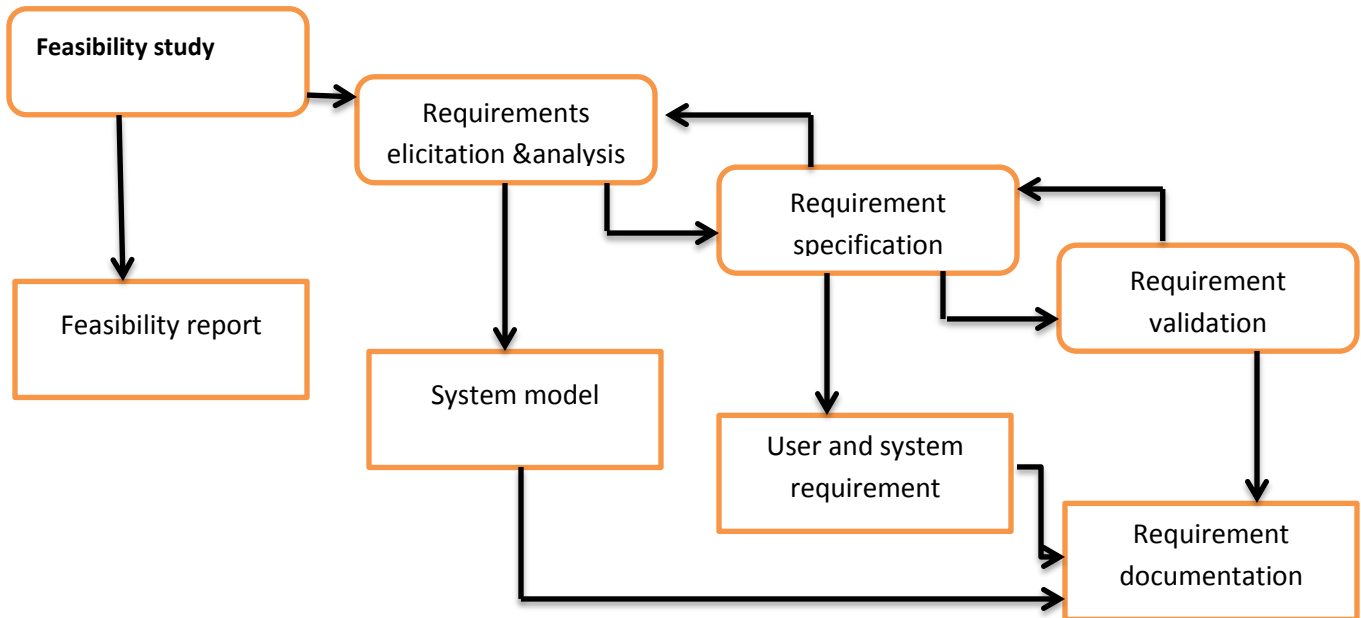 Feasibility study
Requirements
elicitation &analysis
Requirement
specification
Requirement
validation
Feasibility report
System model
User and system
requirement
Requirement
documentation